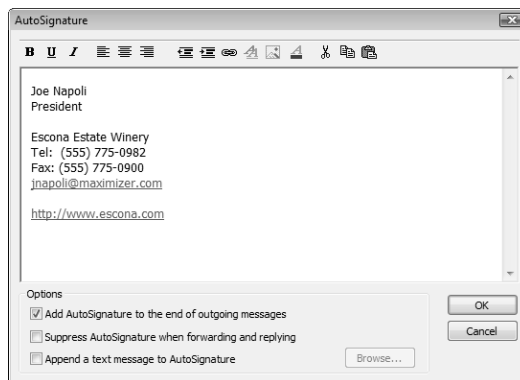 AutoSignature
B U I
Joe Napoli
President
Escona Estate Winery
Tel: (555) 775-0982
Fax: (555) 775-0900
jnapoli@maximizer.com
http://www.escona.com
Options
Add AutoSignature to the end of outgoing messages
Suppress AutoSignature when forwarding and replying
Append a text message to AutoSignature
Browse...
OK
Cancel